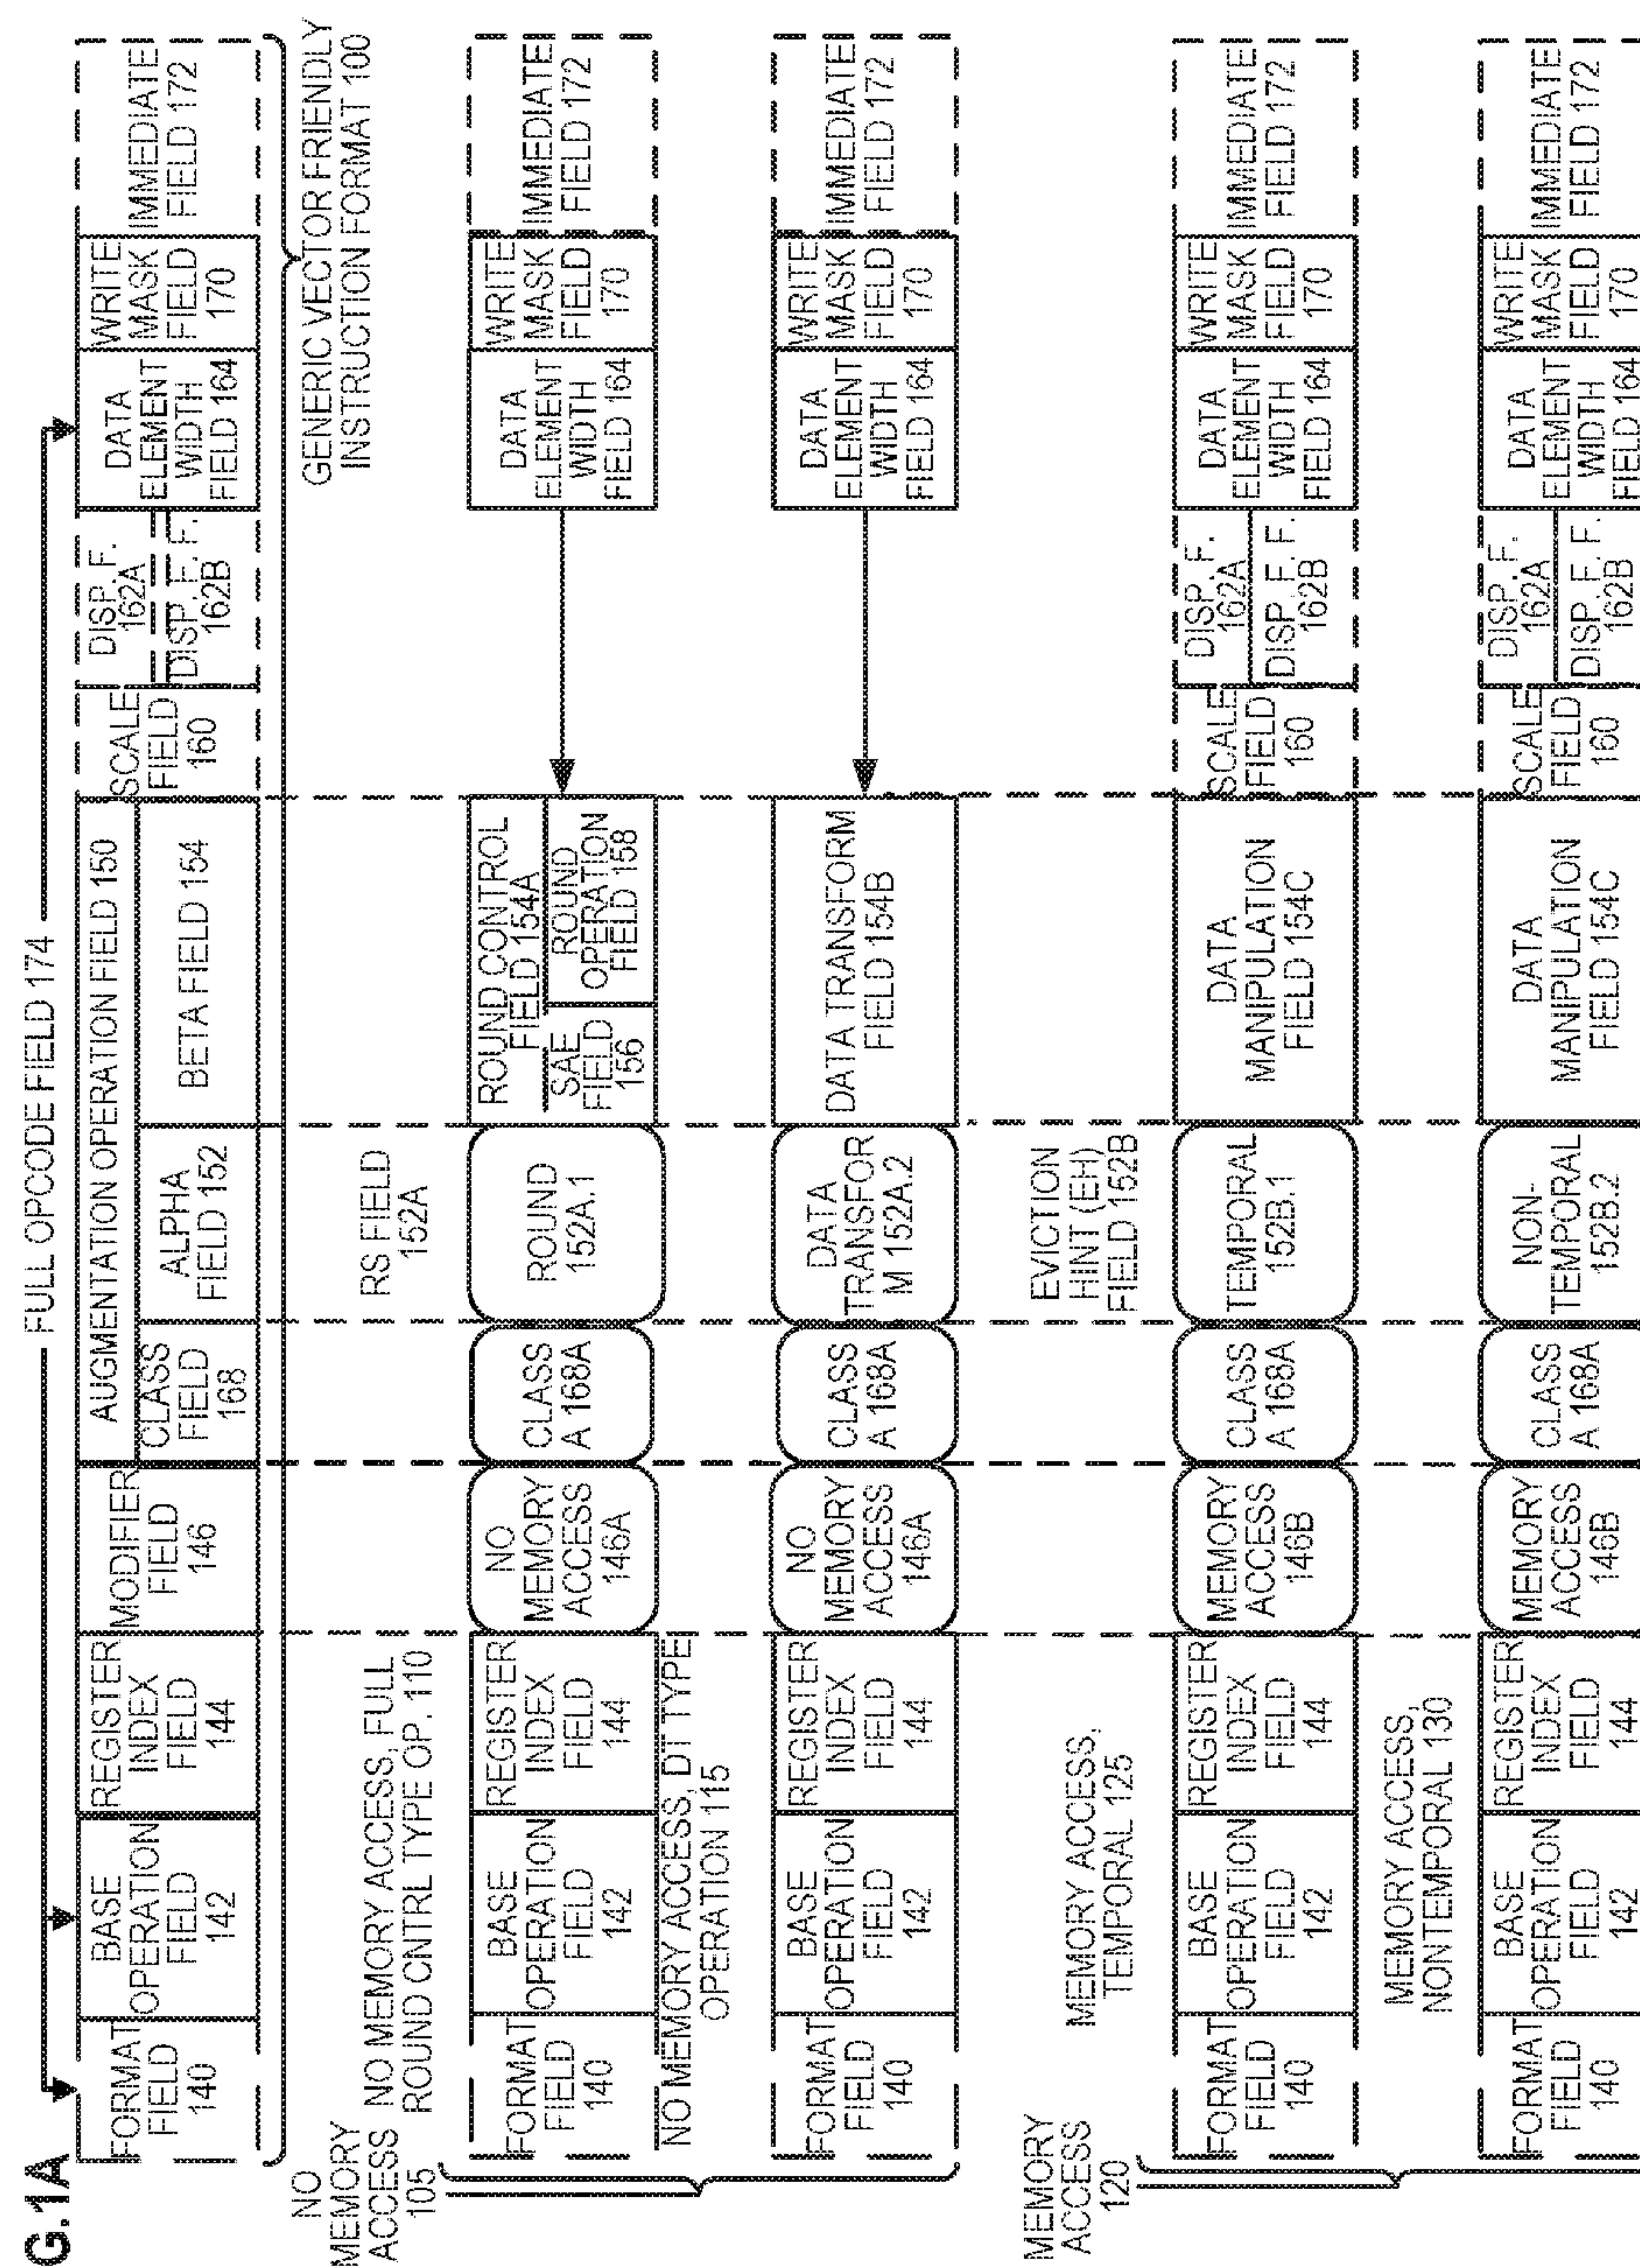 G.1A
FULL OPCODE FIELD 174
FORMAT
FIELD
140
BASE
OPERATION
FIELD
142
REGISTER
INDEX
FIELD
144
MODIFIER
FIELD
146
AUGMENTATION OPERATION FIELD 150
CLASS
FIELD
168
ALPHA
FIELD 152
BETA FIELD 154
SCALE
FIELD
160
DISP. F.
162A
DISP. F. F.
162B
DATA
ELEMENT
WIDTH
FIELD 164
WRITE
MASK
FIELD
170
IMMEDIATE
FIELD 172
GENERIC VECTOR FRIENDLY
INSTRUCTION FORMAT 100
NO
MEMORY
ACCESS
105
NO MEMORY ACCESS, FULL
ROUND CNTRL TYPE OP. 110
RS FIELD
152A
FORMAT
FIELD
140
BASE
OPERATION
FIELD
142
REGISTER
INDEX
FIELD
144
NO
MEMORY
ACCESS
146A
CLASS
A 168A
ROUND
152A.1
ROUND CONTROL
FIELD 154A
SAE
FIELD
156
ROUND
OPERATION
FIELD 158
DATA
ELEMENT
WIDTH
FIELD 164
WRITE
MASK
FIELD
170
IMMEDIATE
FIELD 172
NO MEMORY ACCESS, DT TYPE
OPERATION 115
FORMAT
FIELD
140
BASE
OPERATION
FIELD
142
REGISTER
INDEX
FIELD
144
NO
MEMORY
ACCESS
146A
CLASS
A 168A
DATA
TRANSFOR
M 152A.2
DATA TRANSFORM
FIELD 154B
DATA
ELEMENT
WIDTH
FIELD 164
WRITE
MASK
FIELD
170
IMMEDIATE
FIELD 172
MEMORY
ACCESS
120
MEMORY ACCESS,
TEMPORAL 125
EVICTION
HINT (EH)
FIELD 152B
FORMAT
FIELD
140
BASE
OPERATION
FIELD
142
REGISTER
INDEX
FIELD
144
MEMORY
ACCESS
146B
CLASS
A 168A
TEMPORAL
152B.1
DATA
MANIPULATION
FIELD 154C
SCALE
FIELD
160
DISP. F.
162A
DISP. F. F.
162B
DATA
ELEMENT
WIDTH
FIELD 164
WRITE
MASK
FIELD
170
IMMEDIATE
FIELD 172
MEMORY ACCESS,
NONTEMPORAL 130
FORMAT
FIELD
140
BASE
OPERATION
FIELD
142
REGISTER
INDEX
FIELD
144
MEMORY
ACCESS
146B
CLASS
A 168A
NON-
TEMPORAL
152B.2
DATA
MANIPULATION
FIELD 154C
SCALE
FIELD
160
DISP. F.
162A
DISP. F. F.
162B
DATA
ELEMENT
WIDTH
FIELD 164
WRITE
MASK
FIELD
170
IMMEDIATE
FIELD 172